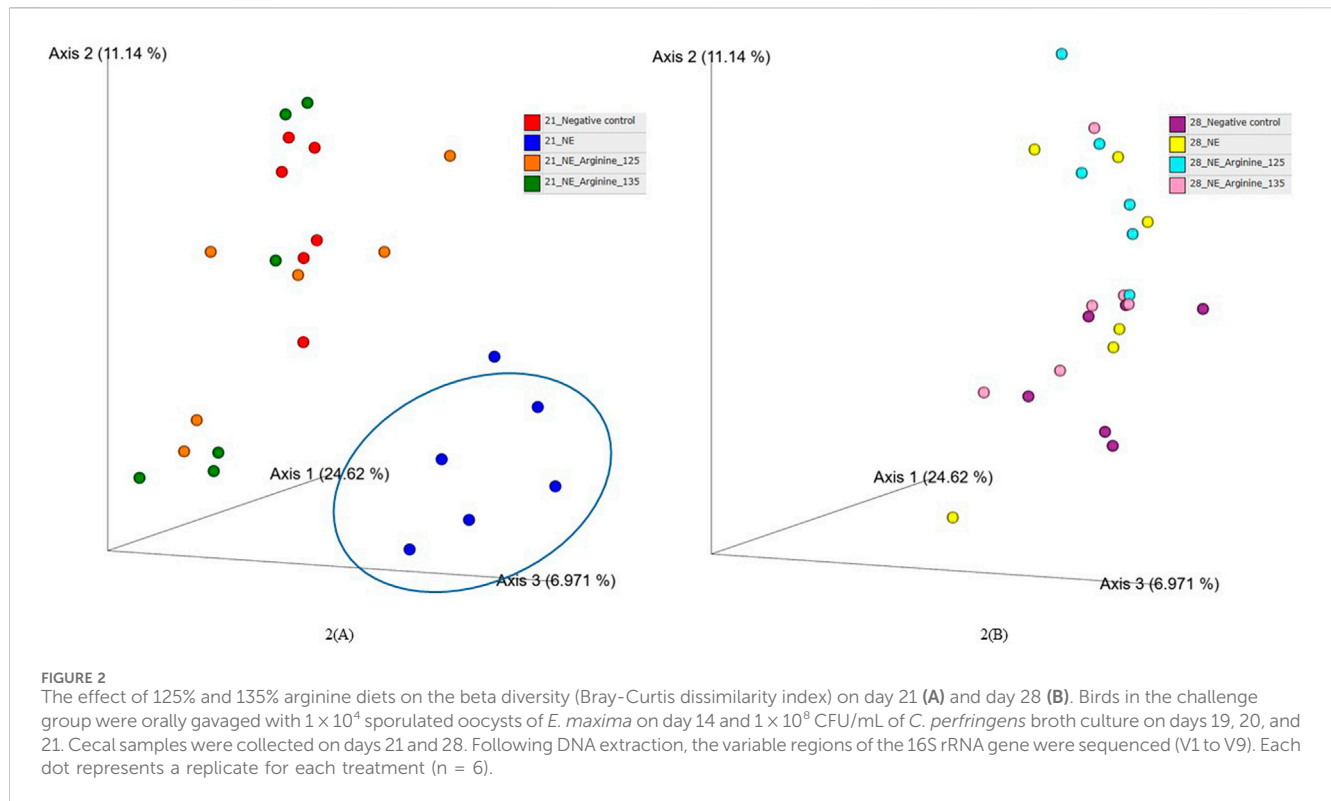 Axis 2 (11.14 %)
21_Negative control
21_NE
21_NE_Arginine_125
21_NE_Arginine_135
Axis 1 (24.62 %)
Axis 3 (6.971 %)
2(A)
Axis 2 (11.14 %)
28_Negative control
28_NE
28_NE_Arginine_125
28_NE_Arginine_135
Axis 1 (24.62 %)
Axis 3 (6.971 %)
2(B)
FIGURE 2
The effect of 125% and 135% arginine diets on the beta diversity (Bray-Curtis dissimilarity index) on day 21 (A) and day 28 (B). Birds in the challenge
group were orally gavaged with 1 × 10⁴ sporulated oocysts of E. maxima on day 14 and 1 × 10⁸ CFU/mL of C. perfringens broth culture on days 19, 20, and
21. Cecal samples were collected on days 21 and 28. Following DNA extraction, the variable regions of the 16S rRNA gene were sequenced (V1 to V9). Each
dot represents a replicate for each treatment (n = 6).